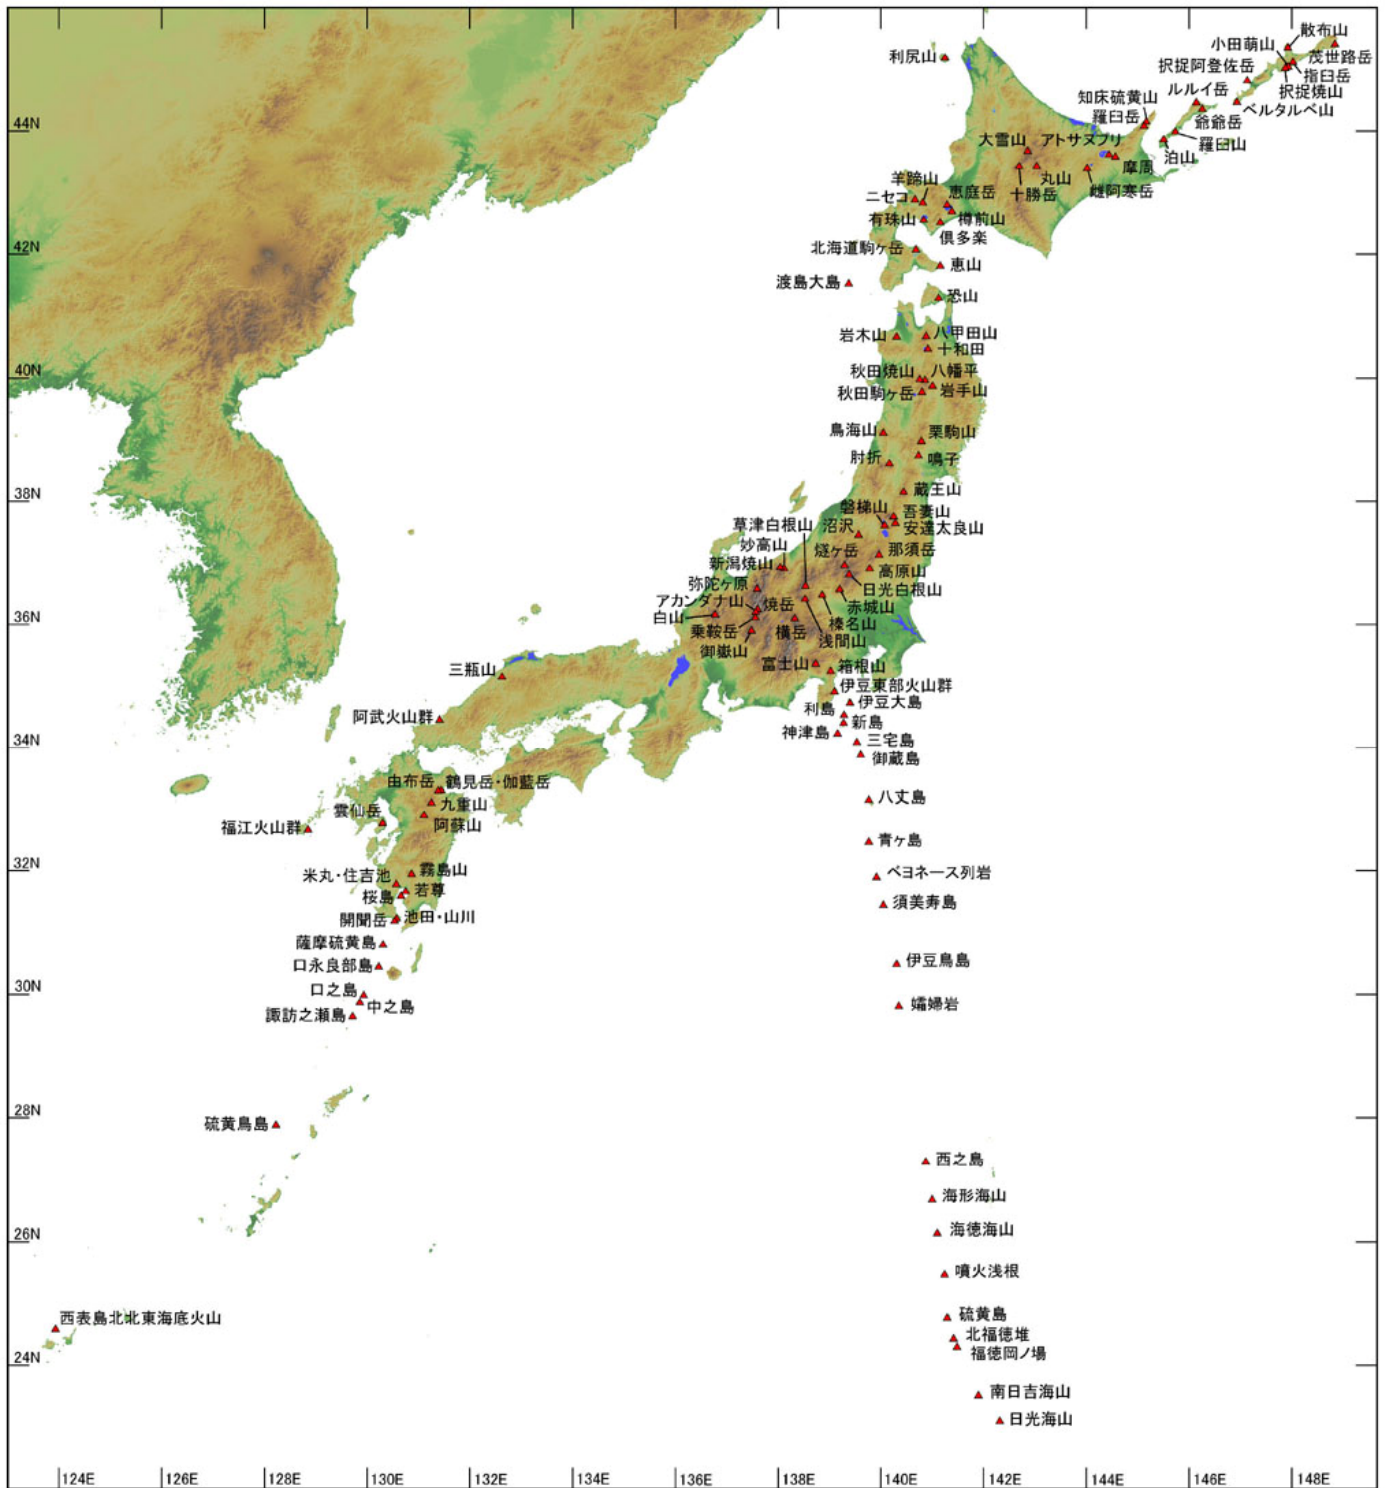 散布山
小田萌山
茂世路岳
利尻山
択捉阿登佐岳
指臼岳
ルルイ岳
択捉焼山
知床硫黄山
ベルタルベ山
羅臼岳
爺爺岳
44N
大雪山
アトサヌプリ
羅臼山
泊山
摩周
羊蹄山
丸山
ニセコ
恵庭岳
十勝岳
雌阿寒岳
有珠山
樽前山
倶多楽
42N
北海道駒ヶ岳
恵山
渡島大島
恐山
岩木山
八甲田山
十和田
40N
秋田焼山
八幡平
秋田駒ヶ岳
岩手山
鳥海山
栗駒山
肘折
鳴子
38N
蔵王山
磐梯山
吾妻山
草津白根山
沼沢
安達太良山
妙高山
燧ヶ岳
那須岳
新潟焼山
高原山
弥陀ヶ原
日光白根山
アカンダナ山
焼岳
赤城山
白山
36N
乗鞍岳
横岳
榛名山
御嶽山
浅間山
富士山
箱根山
三瓶山
伊豆東部火山群
伊豆大島
阿武火山群
利島
新島
神津島
三宅島
34N
御蔵島
由布岳
鶴見岳・伽藍岳
八丈島
九重山
雲仙岳
阿蘇山
福江火山群
青ヶ島
32N
霧島山
ベヨネース列岩
米丸・住吉池
若尊
桜島
須美寿島
開聞岳
池田・山川
薩摩硫黄島
口永良部島
伊豆鳥島
30N
口之島
中之島
嬬婦岩
諏訪之瀬島
28N
硫黄鳥島
西之島
海形海山
26N
海徳海山
噴火浅根
西表島北北東海底火山
硫黄島
北福徳堆
24N
福徳岡ノ場
南日吉海山
日光海山
124E
126E
128E
130E
132E
134E
136E
138E
140E
142E
144E
146E
148E